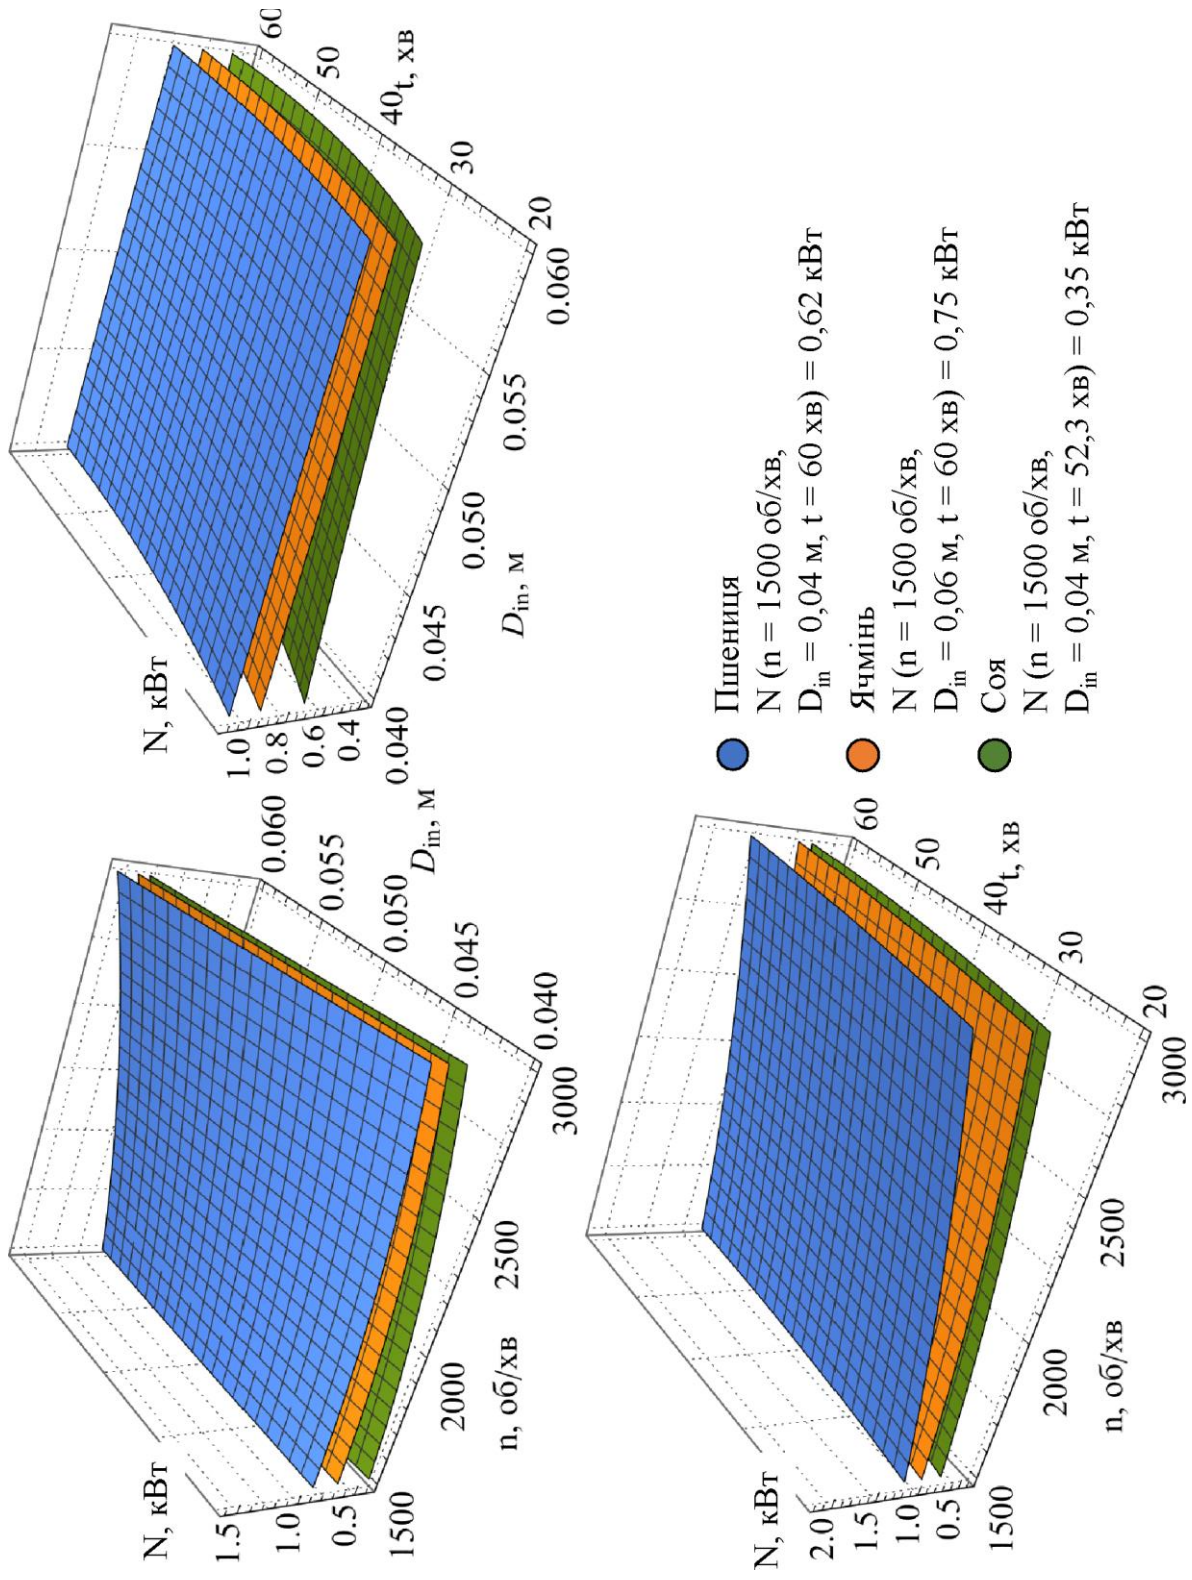 N, кВт
1.5
1.0
0.5
1500
2000
2500
3000
n, об/хв
0.040
0.045
0.050
0.055
0.060
D_in, м
N, кВт
1.0
0.8
0.6
0.4
0.040
0.045
0.050
0.055
0.060
D_in, м
20
30
40
50
60
t, хв
N, кВт
2.0
1.5
1.0
0.5
1500
2000
2500
3000
n, об/хв
20
30
40
50
60
t, хв
Пшениця
N (n = 1500 об/хв,
D_in = 0,04 м, t = 60 хв) = 0,62 кВт
Ячмінь
N (n = 1500 об/хв,
D_in = 0,06 м, t = 60 хв) = 0,75 кВт
Соя
N (n = 1500 об/хв,
D_in = 0,04 м, t = 52,3 хв) = 0,35 кВт